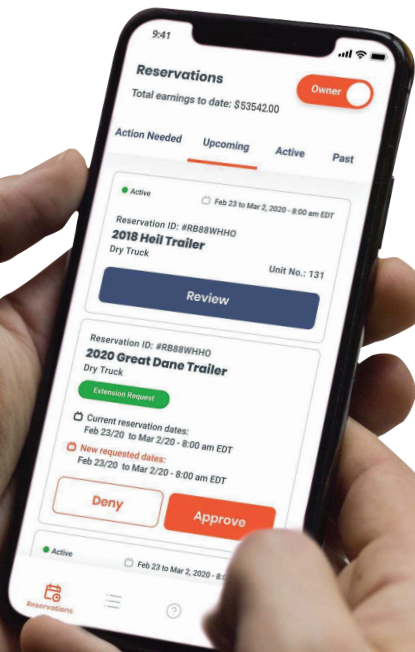 9:41
Reservations
Owner
Total earnings to date: $53542.00
Action Needed Upcoming Active Past
Active Feb 23 to Mar 2, 2020 - 8:00 am EDT
Reservation ID: #RB88WHHO
2018 Heil Trailer
Dry Truck
Unit No.: 131
Review
Reservation ID: #RB88WHHO
2020 Great Dane Trailer
Dry Truck
Extension Request
Current reservation dates:
Feb 23/20 to Mar 2/20 - 8:00 am EDT
New requested dates:
Feb 23/20 to Mar 2/20 - 8:00 am EDT
Deny Approve
Active Feb 23 to Mar 2, 2020 - 8:
Reservations
?